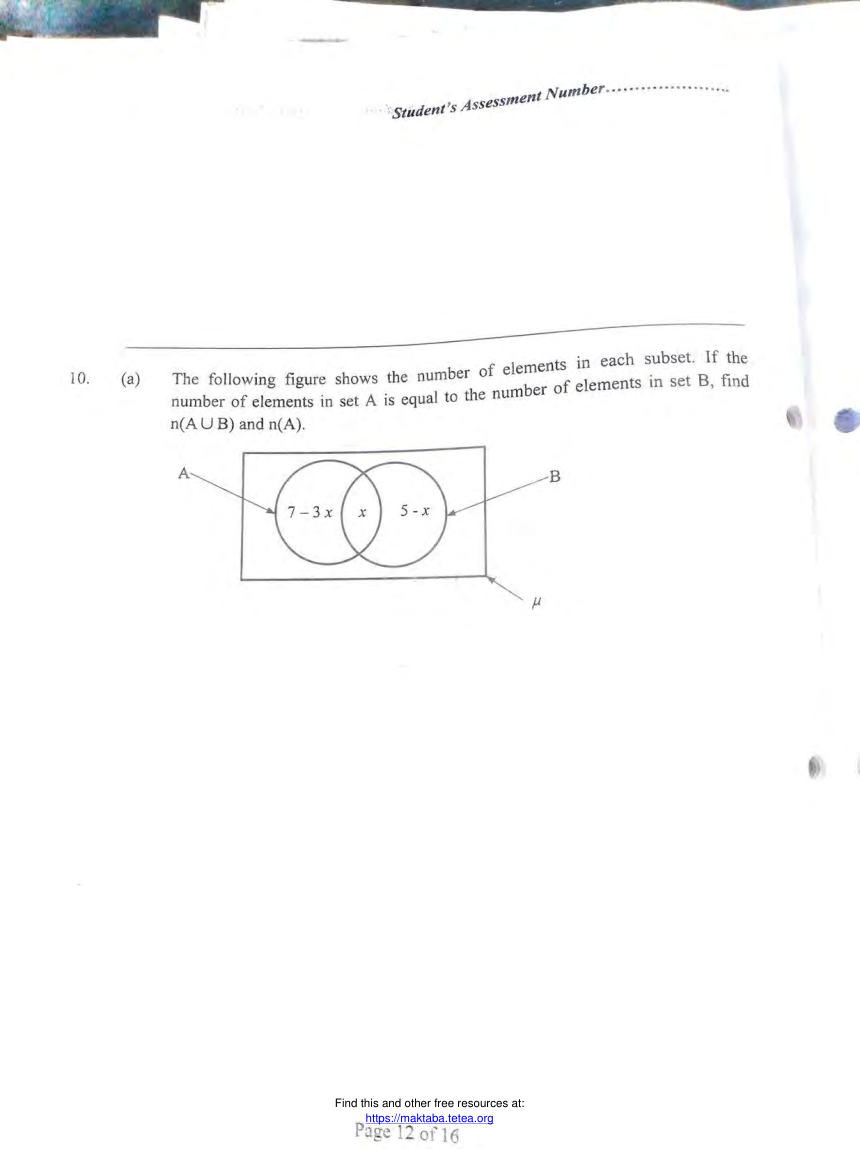 Student's Assessment Number......................
10. (a) The following figure shows the number of elements in each subset. If the
number of elements in set A is equal to the number of elements in set B, find
n(A ∪ B) and n(A).
A
B
7 – 3 x x 5 - x
μ
Find this and other free resources at:
https://maktaba.tetea.org
Page 12 of 16